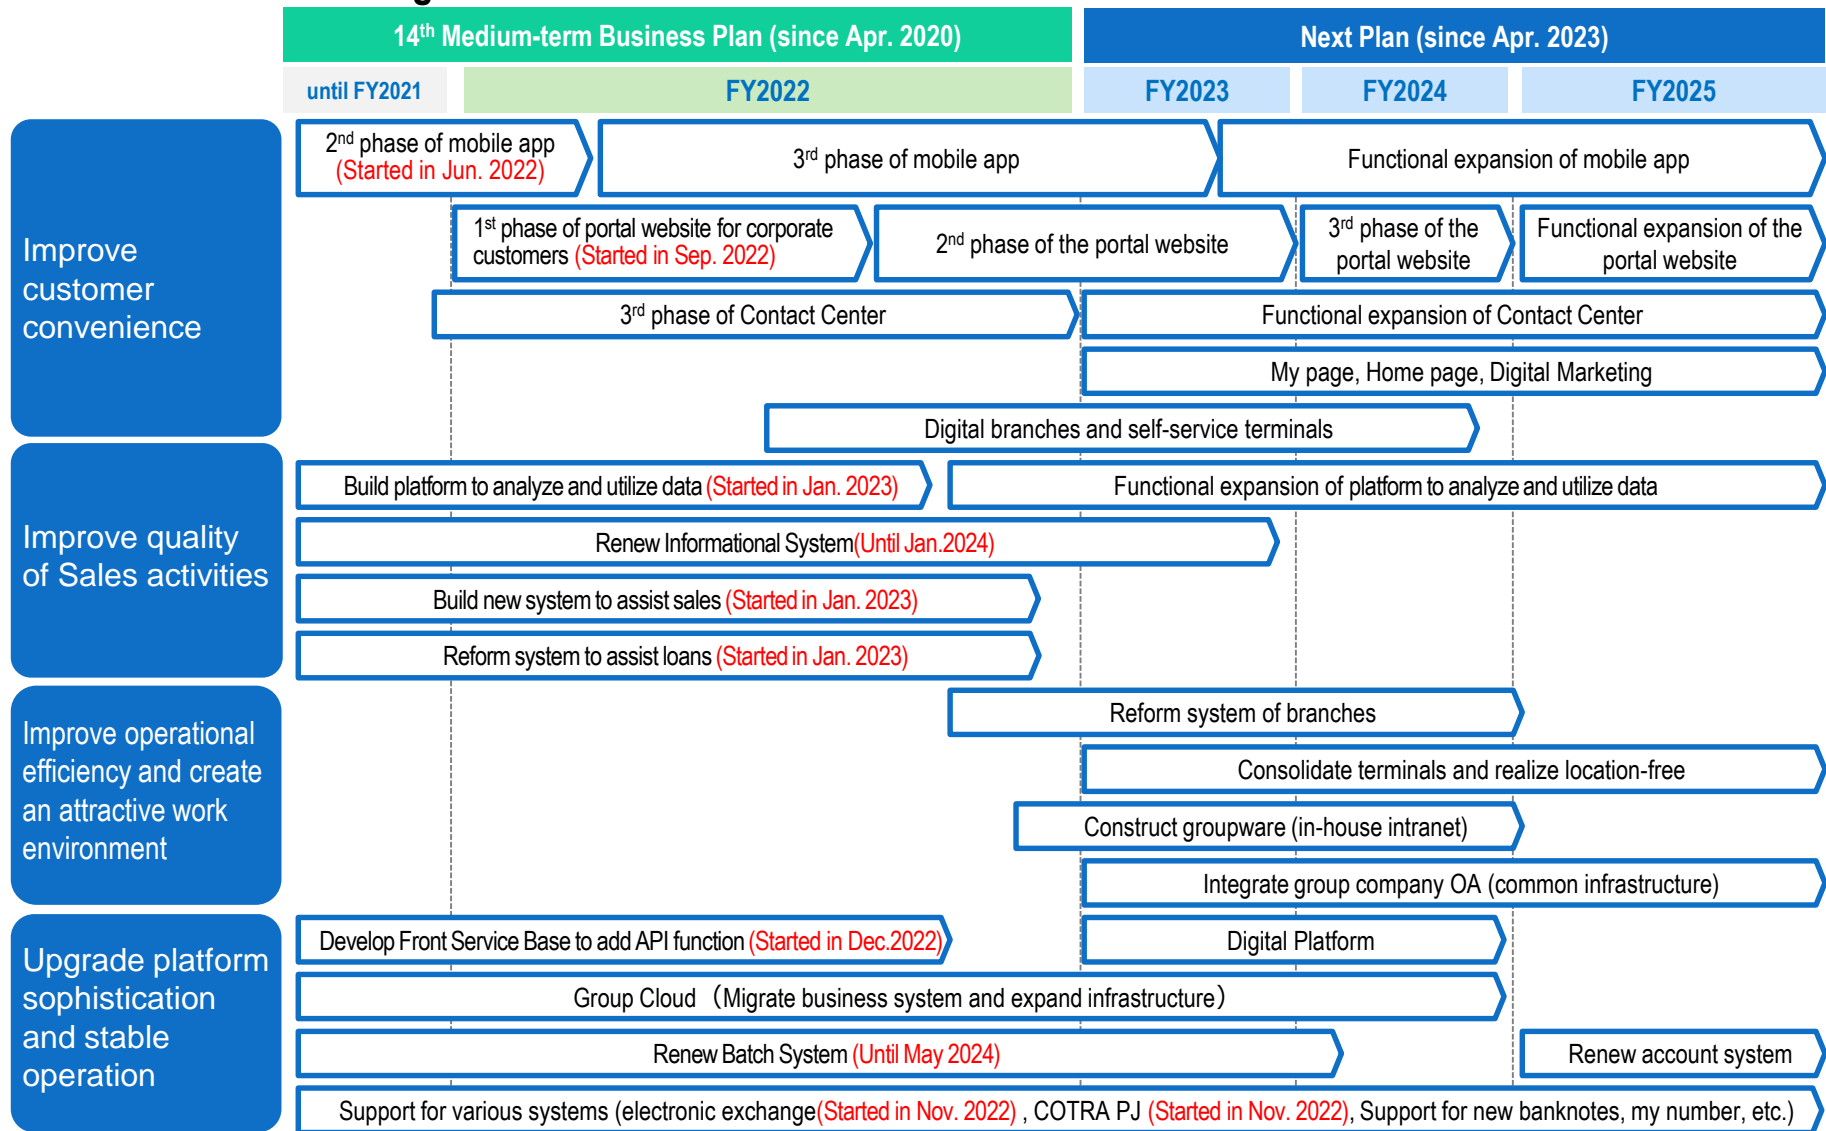 14th Medium-term Business Plan (since Apr. 2020)
Next Plan (since Apr. 2023)
until FY2021
FY2022
FY2023
FY2024
FY2025
Improve
customer
convenience
2nd phase of mobile app
(Started in Jun. 2022)
3rd phase of mobile app
Functional expansion of mobile app
1st phase of portal website for corporate
customers (Started in Sep. 2022)
2nd phase of the portal website
3rd phase of the
portal website
Functional expansion of the
portal website
3rd phase of Contact Center
Functional expansion of Contact Center
My page, Home page, Digital Marketing
Digital branches and self-service terminals
Improve quality
of Sales activities
Build platform to analyze and utilize data (Started in Jan. 2023)
Functional expansion of platform to analyze and utilize data
Renew Informational System(Until Jan.2024)
Build new system to assist sales (Started in Jan. 2023)
Reform system to assist loans (Started in Jan. 2023)
Improve operational
efficiency and create
an attractive work
environment
Reform system of branches
Consolidate terminals and realize location-free
Construct groupware (in-house intranet)
Integrate group company OA (common infrastructure)
Upgrade platform
sophistication
and stable
operation
Develop Front Service Base to add API function (Started in Dec.2022)
Digital Platform
Group Cloud（Migrate business system and expand infrastructure）
Renew Batch System (Until May 2024)
Renew account system
Support for various systems (electronic exchange(Started in Nov. 2022) , COTRA PJ (Started in Nov. 2022), Support for new banknotes, my number, etc.)